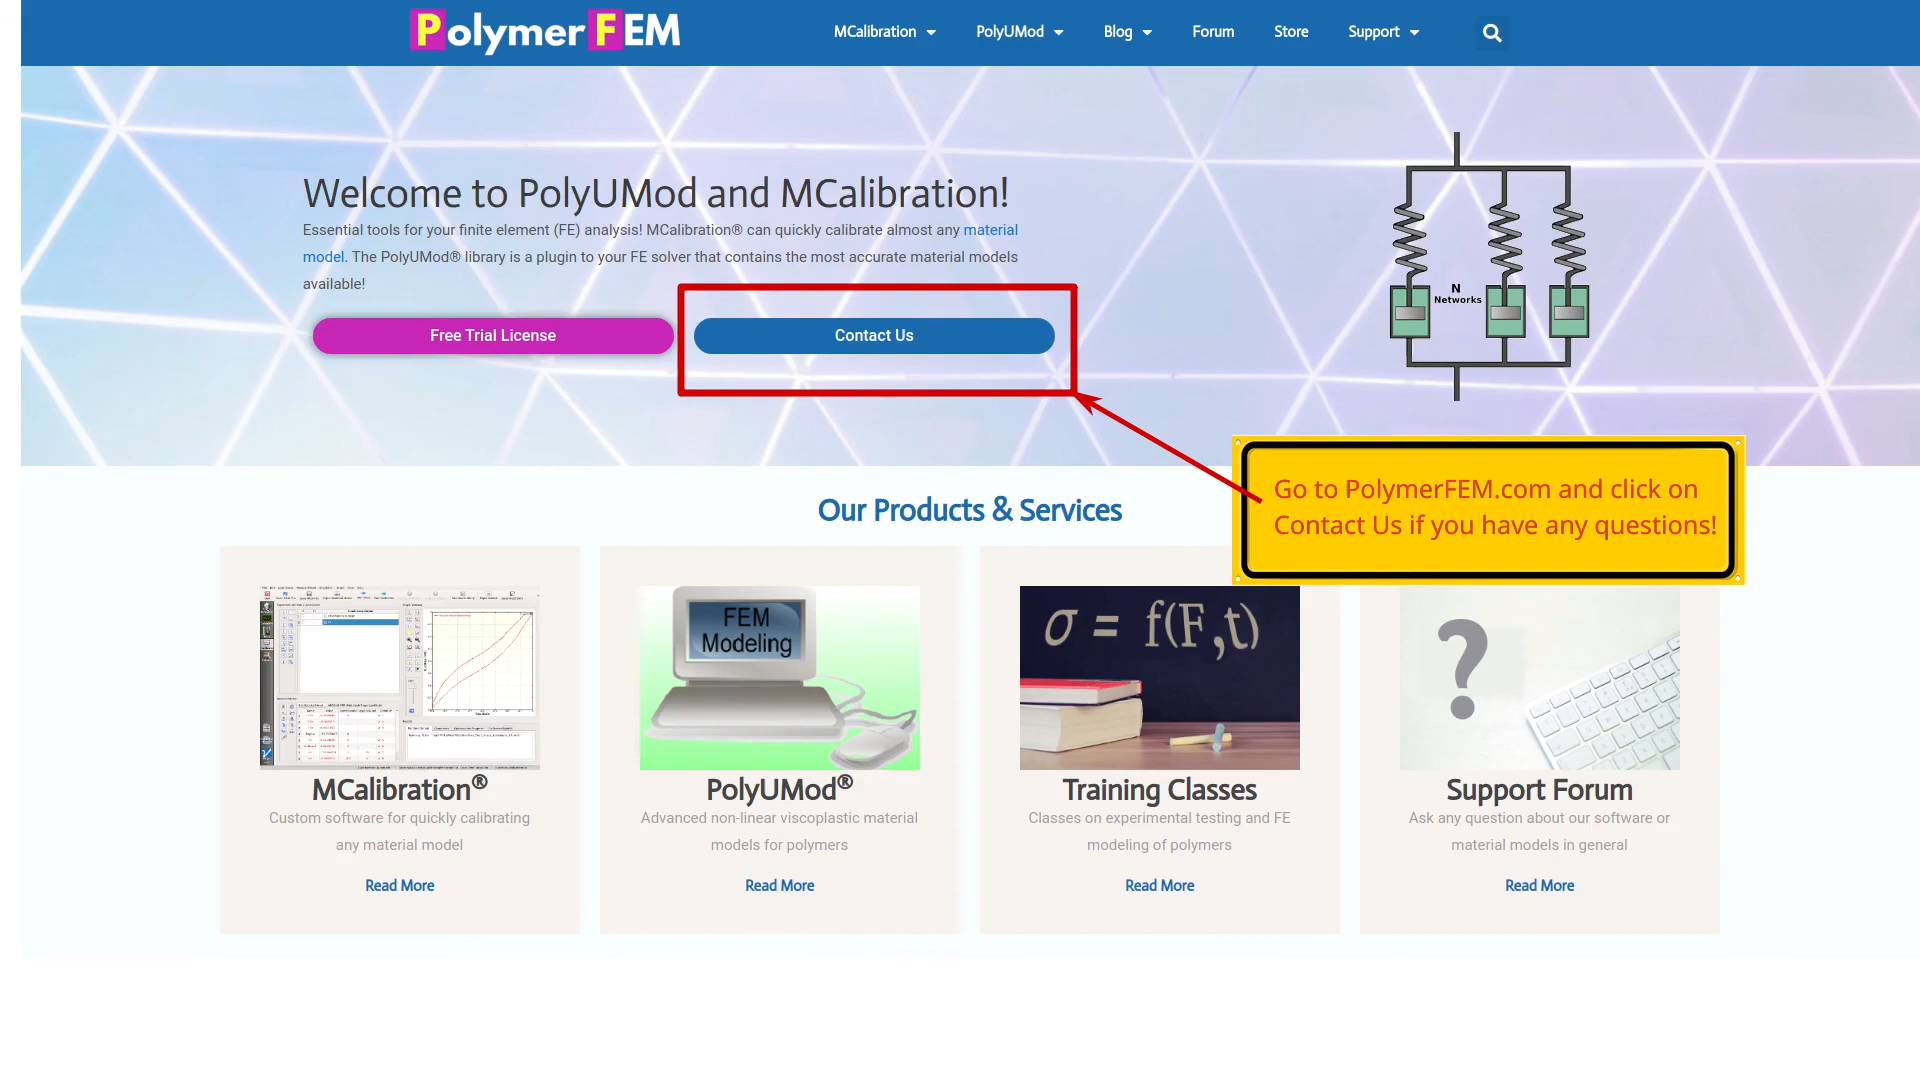 PolymerFEM
MCalibration
PolyUMod
Blog
Forum
Store
Support
Welcome to PolyUMod and MCalibration!
Essential tools for your finite element (FE) analysis! MCalibration® can quickly calibrate almost any material
model. The PolyUMod® library is a plugin to your FE solver that contains the most accurate material models
available!
Free Trial License
Contact Us
N
Networks
Go to PolymerFEM.com and click on
Contact Us if you have any questions!
Our Products & Services
FEM
Modeling
σ = f(F,t)
?
MCalibration®
Custom software for quickly calibrating
any material model
Read More
PolyUMod®
Advanced non-linear viscoplastic material
models for polymers
Read More
Training Classes
Classes on experimental testing and FE
modeling of polymers
Read More
Support Forum
Ask any question about our software or
material models in general
Read More